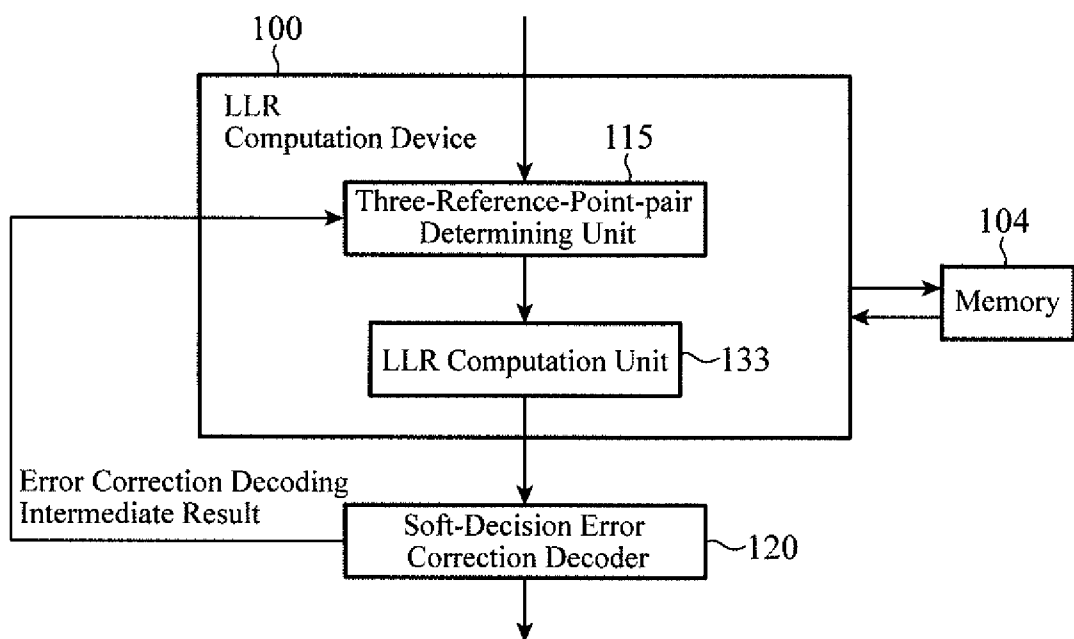 100
LLR
Computation Device
115
Three-Reference-Point-pair
Determining Unit
104
Memory
LLR Computation Unit
133
Error Correction Decoding
Intermediate Result
Soft-Decision Error
Correction Decoder
120